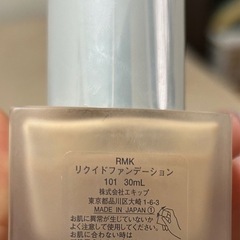 RMK
リクイドファンデーション
101 30mL
株式会社エキップ
東京都品川区大崎1-6-3
MADE IN JAPAN ①
お肌に異常が生じていないか
よく注意して使用してください。
お肌に合わない時は